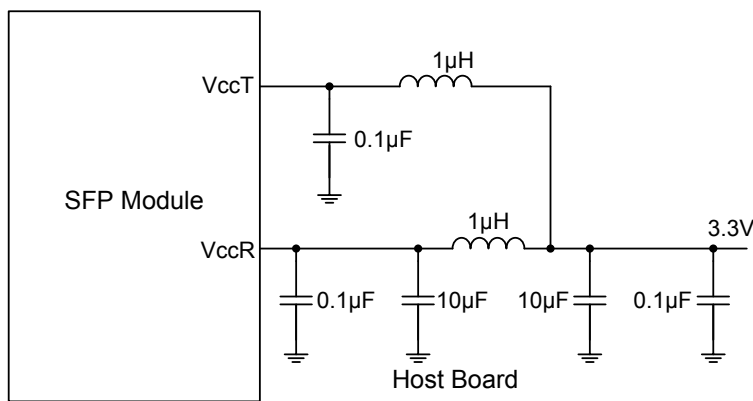 1µH
VccT
0.1µF
SFP Module
1µH
3.3V
VccR
0.1µF 10µF 10µF 0.1µF
Host Board